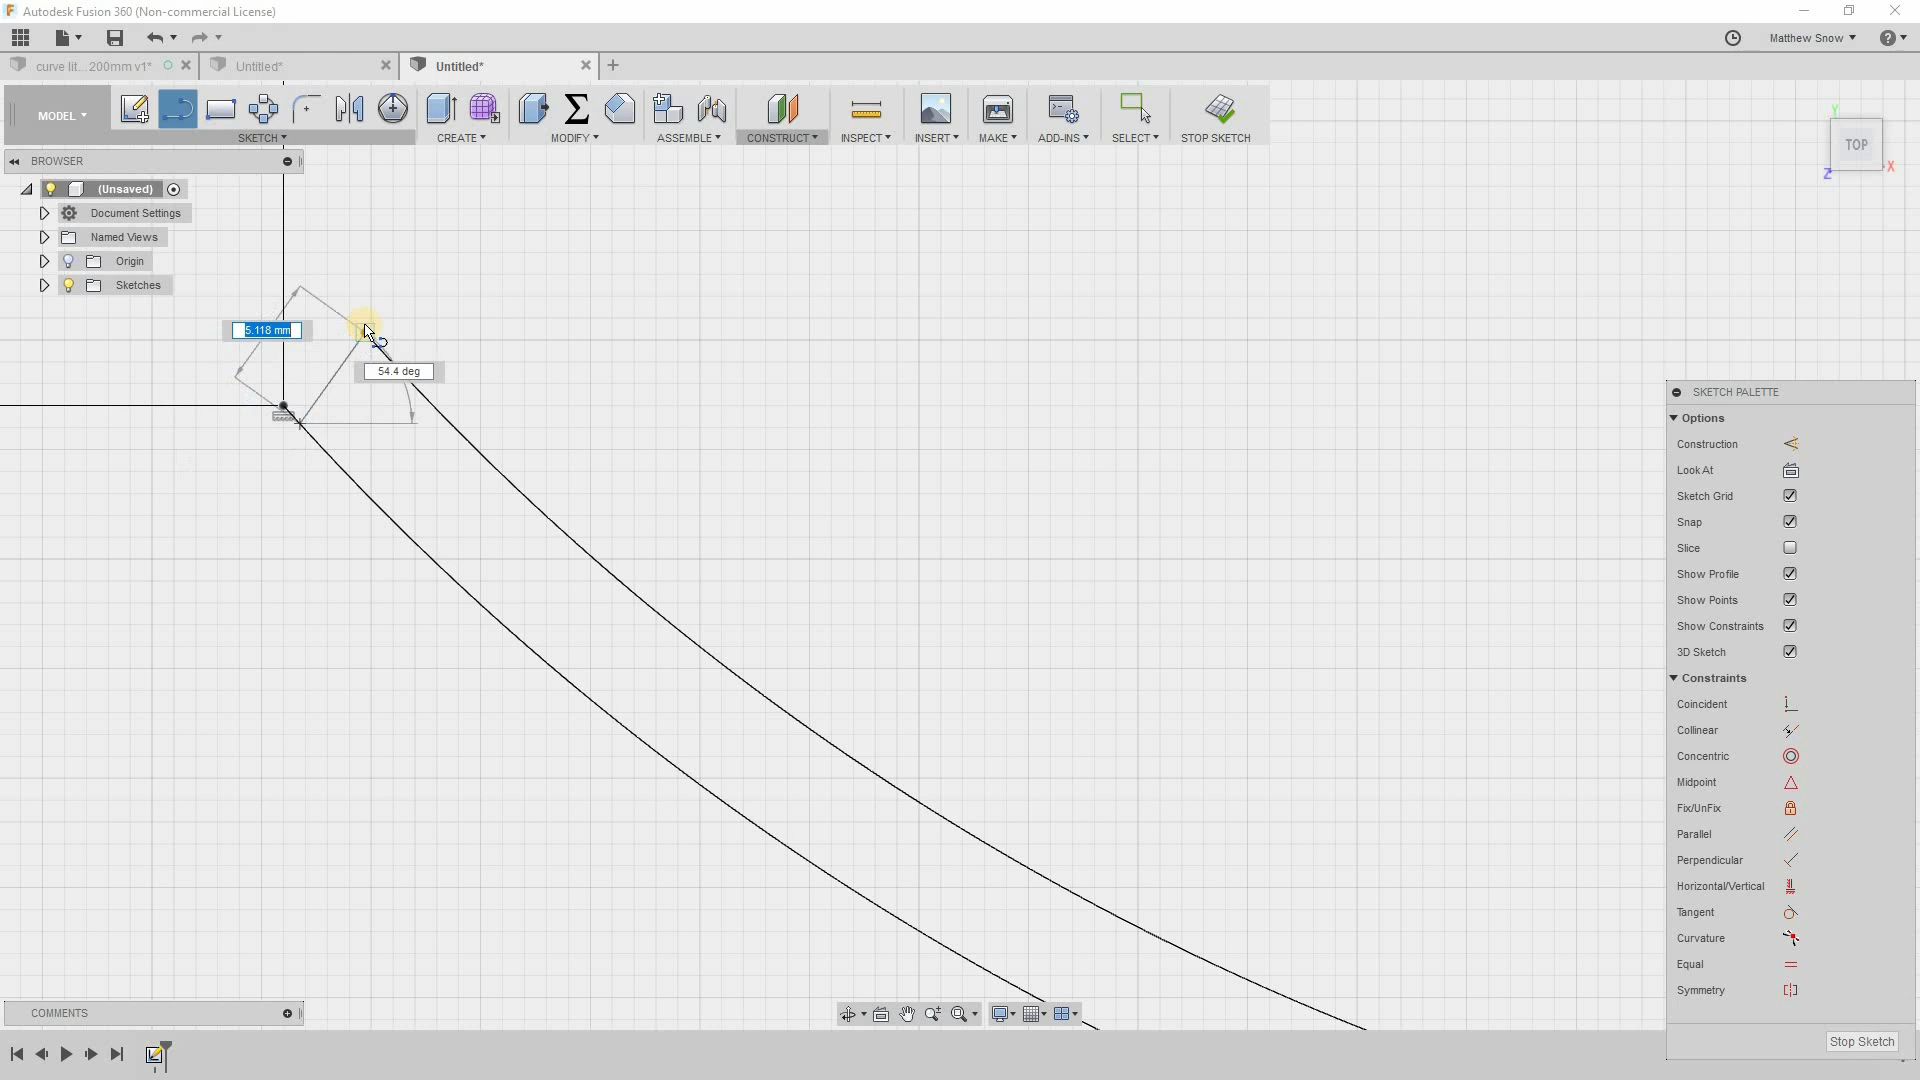 Autodesk Fusion 360 (Non-commercial License)
Matthew Snow
curve lit...200mm v1*
Untitled*
Untitled*
MODEL
SKETCH
CREATE
MODIFY
ASSEMBLE
CONSTRUCT
INSPECT
INSERT
MAKE
ADD-INS
SELECT
STOP SKETCH
BROWSER
(Unsaved)
Document Settings
Named Views
Origin
Sketches
TOP
Y
X
Z
5.118 mm
54.4 deg
SKETCH PALETTE
Options
Construction
Look At
Sketch Grid
Snap
Slice
Show Profile
Show Points
Show Constraints
3D Sketch
Constraints
Coincident
Collinear
Concentric
Midpoint
Fix/UnFix
Parallel
Perpendicular
Horizontal/Vertical
Tangent
Curvature
Equal
Symmetry
Stop Sketch
COMMENTS